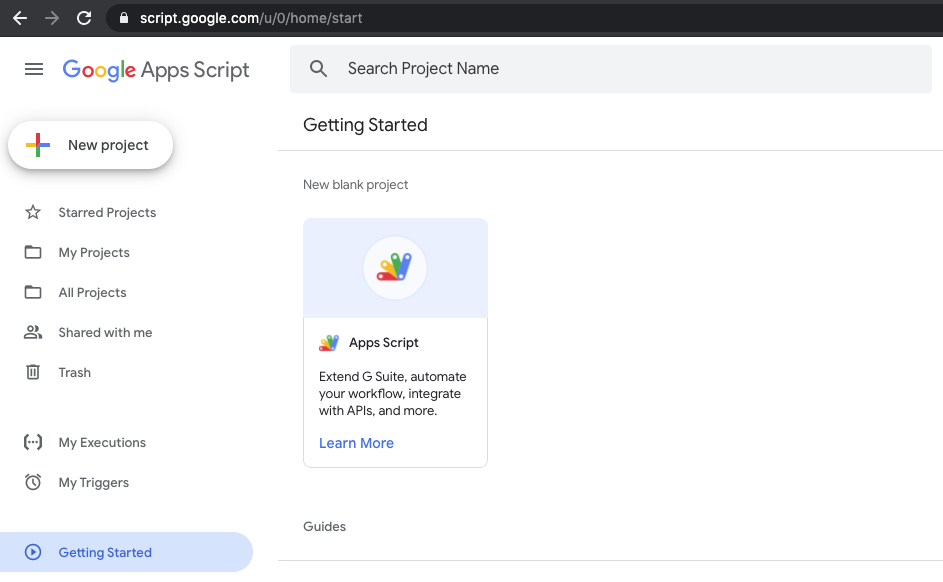 script.google.com/u/0/home/start
Google Apps Script
Search Project Name
New project
Starred Projects
My Projects
All Projects
Shared with me
Trash
My Executions
My Triggers
Getting Started
Getting Started
New blank project
Apps Script
Extend G Suite, automate
your workflow, integrate
with APIs, and more.
Learn More
Guides